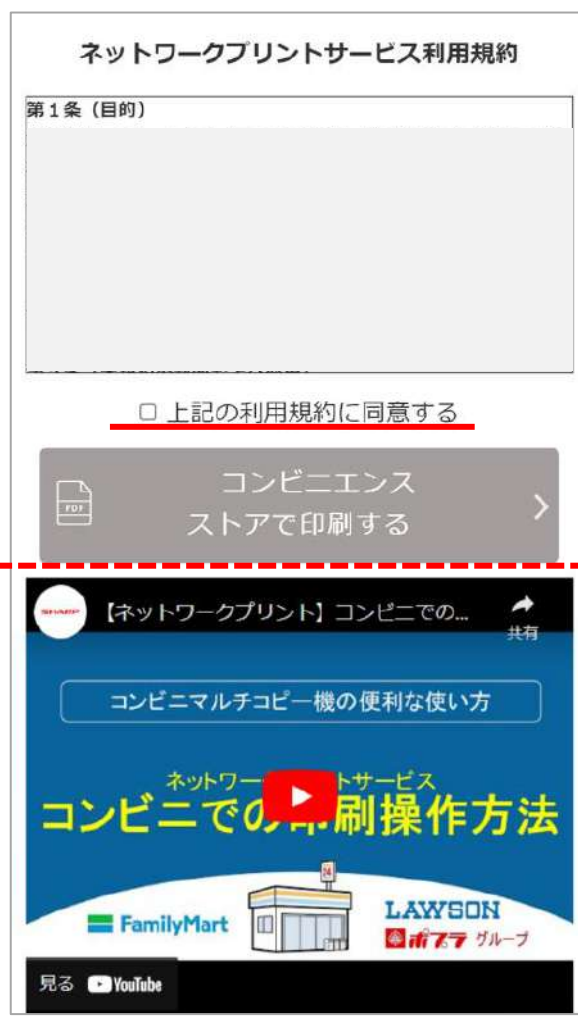 ネットワークプリントサービス利用規約
第1条(目的)
上記の利用規約に同意する
PDF
コンビニエンス
ストアで印刷する
SHARP
【ネットワークプリント】コンビニでの...
共有
コンビニマルチコピー機の便利な使い方
ネットワー トサービス
コンビニでの 刷操作方法
24
FamilyMart
LAWSON
ポプラ グループ
見る YouTube